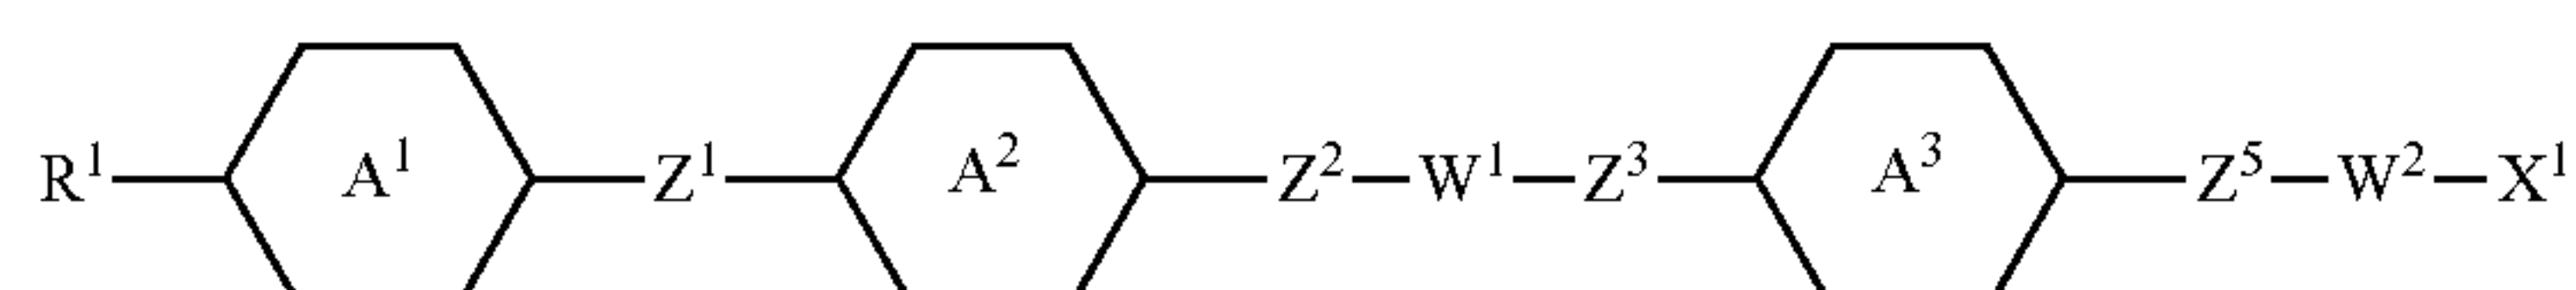 R¹ A¹ Z¹ A² Z²—W¹—Z³ A³ Z⁵—W²—X¹